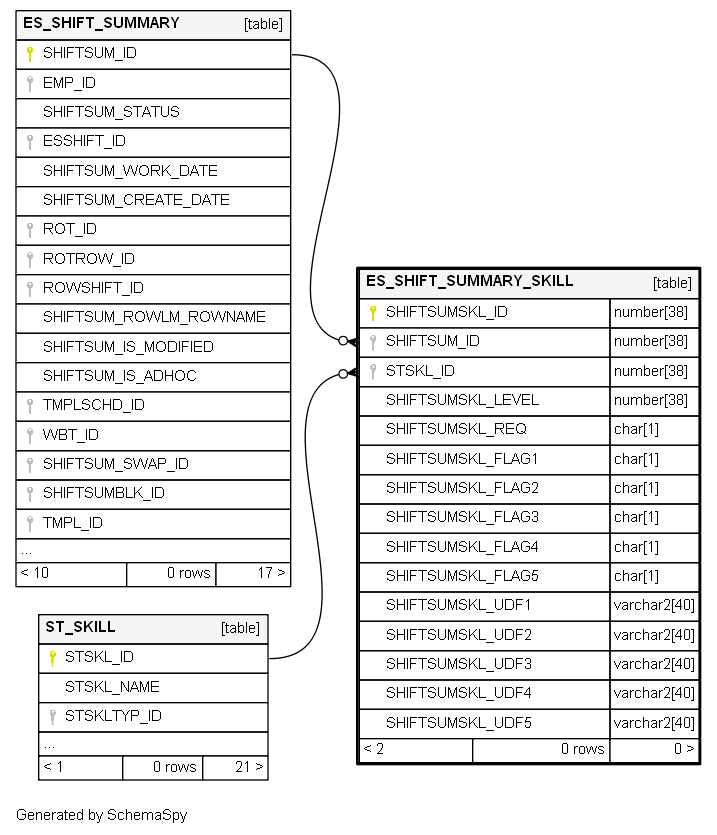 ES_SHIFT_SUMMARY [table]
SHIFTSUM_ID
EMP_ID
SHIFTSUM_STATUS
ESSHIFT_ID
SHIFTSUM_WORK_DATE
SHIFTSUM_CREATE_DATE
ROT_ID
ROTROW_ID
ROWSHIFT_ID
SHIFTSUM_ROWLM_ROWNAME
SHIFTSUM_IS_MODIFIED
SHIFTSUM_IS_ADHOC
TMPLSCHD_ID
WBT_ID
SHIFTSUM_SWAP_ID
SHIFTSUMBLK_ID
TMPL_ID
...
< 10 0 rows 17 >
ES_SHIFT_SUMMARY_SKILL [table]
SHIFTSUMSKL_ID number[38]
SHIFTSUM_ID number[38]
STSKL_ID number[38]
SHIFTSUMSKL_LEVEL number[38]
SHIFTSUMSKL_REQ char[1]
SHIFTSUMSKL_FLAG1 char[1]
SHIFTSUMSKL_FLAG2 char[1]
SHIFTSUMSKL_FLAG3 char[1]
SHIFTSUMSKL_FLAG4 char[1]
SHIFTSUMSKL_FLAG5 char[1]
SHIFTSUMSKL_UDF1 varchar2[40]
SHIFTSUMSKL_UDF2 varchar2[40]
SHIFTSUMSKL_UDF3 varchar2[40]
SHIFTSUMSKL_UDF4 varchar2[40]
SHIFTSUMSKL_UDF5 varchar2[40]
< 2 0 rows 0 >
ST_SKILL [table]
STSKL_ID
STSKL_NAME
STSKLTYP_ID
...
< 1 0 rows 21 >
Generated by SchemaSpy